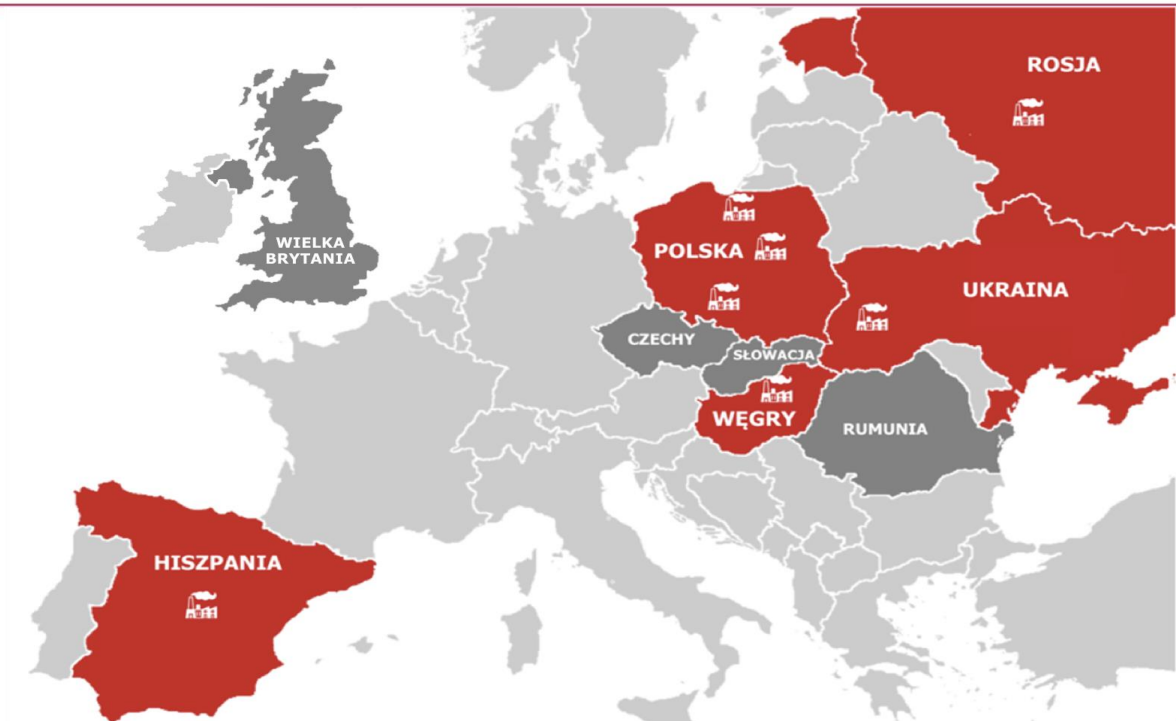 ROSJA
WIELKA
BRYTANIA
POLSKA
UKRAINA
CZECHY
SŁOWACJA
WĘGRY
RUMUNIA
HISZPANIA